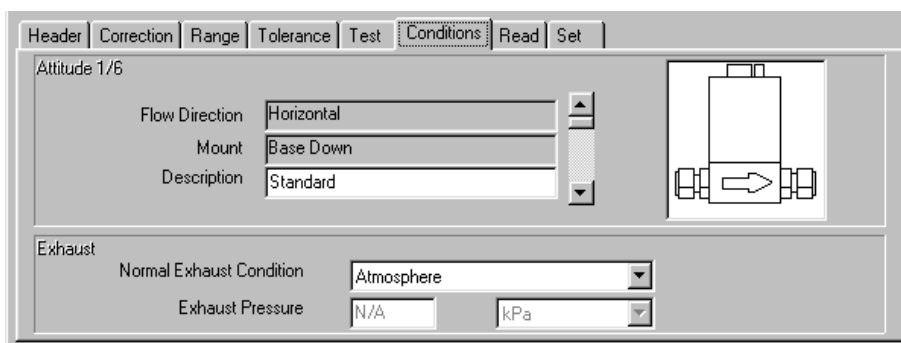 Header Correction Range Tolerance Test Conditions Read Set
Attitude 1/6
Flow Direction Horizontal
Mount Base Down
Description Standard
Exhaust
Normal Exhaust Condition Atmosphere
Exhaust Pressure N/A kPa